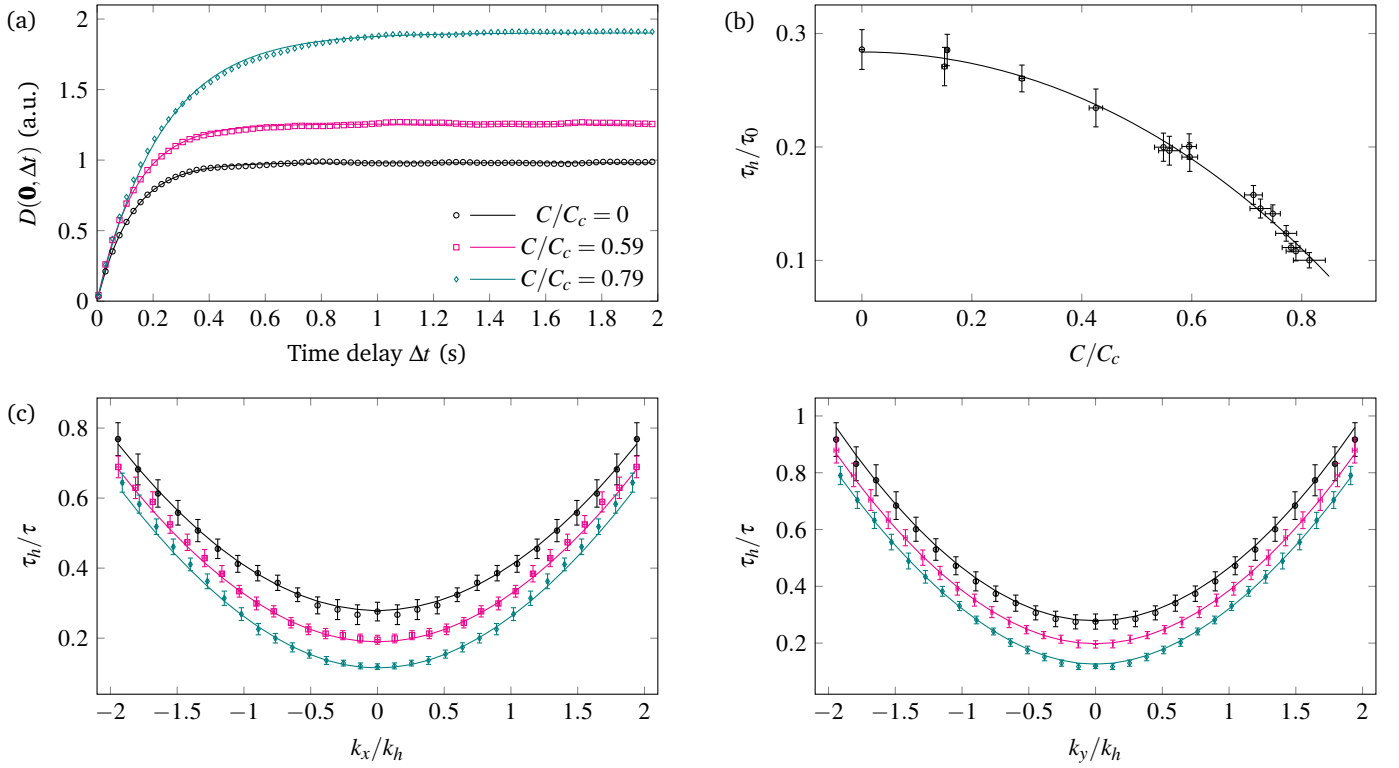 (a)
D(𝟎, Δt) (a.u.)
2
1.5
1
0.5
0
C/C_c = 0
C/C_c = 0.59
C/C_c = 0.79
0 0.2 0.4 0.6 0.8 1 1.2 1.4 1.6 1.8 2
Time delay Δt (s)
(b)
τ_h/τ_0
0.3
0.2
0.1
0 0.2 0.4 0.6 0.8
C/C_c
(c)
τ_h/τ
0.8
0.6
0.4
0.2
−2 −1.5 −1 −0.5 0 0.5 1 1.5 2
k_x/k_h
τ_h/τ
1
0.8
0.6
0.4
0.2
−2 −1.5 −1 −0.5 0 0.5 1 1.5 2
k_y/k_h